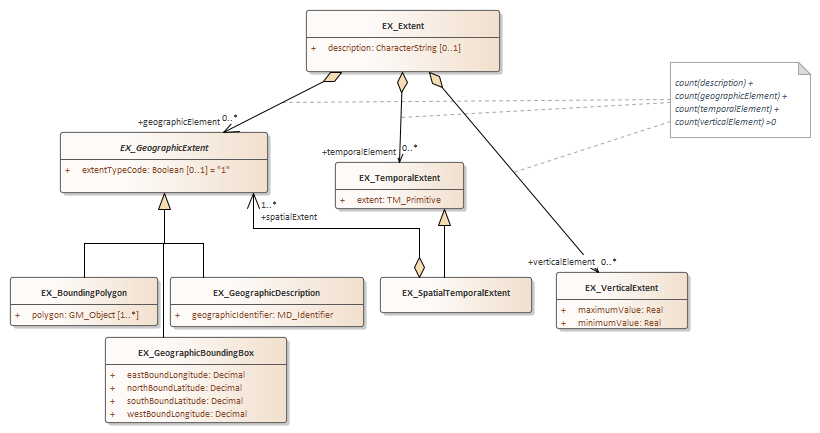 EX_Extent
+ description: CharacterString [0..1]
count(description) +
count(geographicElement) +
count(temporalElement) +
count(verticalElement) >0
+geographicElement 0..*
+temporalElement 0..*
EX_GeographicExtent
+ extentTypeCode: Boolean [0..1] = "1"
EX_TemporalExtent
+ extent: TM_Primitive
1..*
+spatialExtent
+verticalElement 0..*
EX_BoundingPolygon
+ polygon: GM_Object [1..*]
EX_GeographicDescription
+ geographicIdentifier: MD_Identifier
EX_SpatialTemporalExtent
EX_VerticalExtent
+ maximumValue: Real
+ minimumValue: Real
EX_GeographicBoundingBox
+ eastBoundLongitude: Decimal
+ northBoundLatitude: Decimal
+ southBoundLatitude: Decimal
+ westBoundLongitude: Decimal